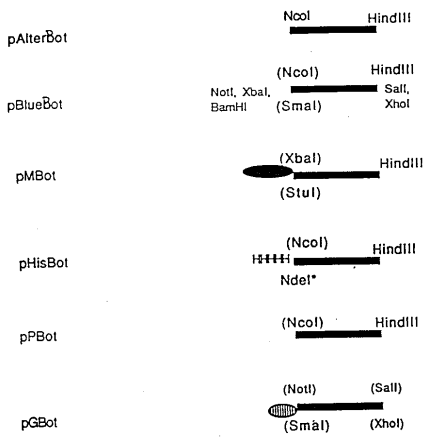 NcoI HindIII
pAlterBot
(NcoI) HindIII
NotI, XbaI, SalI,
pBlueBot BamHI (SmaI) XhoI
(XbaI) HindIII
pMBot
(StuI)
(NcoI) HindIII
HHHH
pHisBot
NdeI*
(NcoI) HindIII
pPBot
(NotI) (SalI)
pGBot (SmaI) (XhoI)